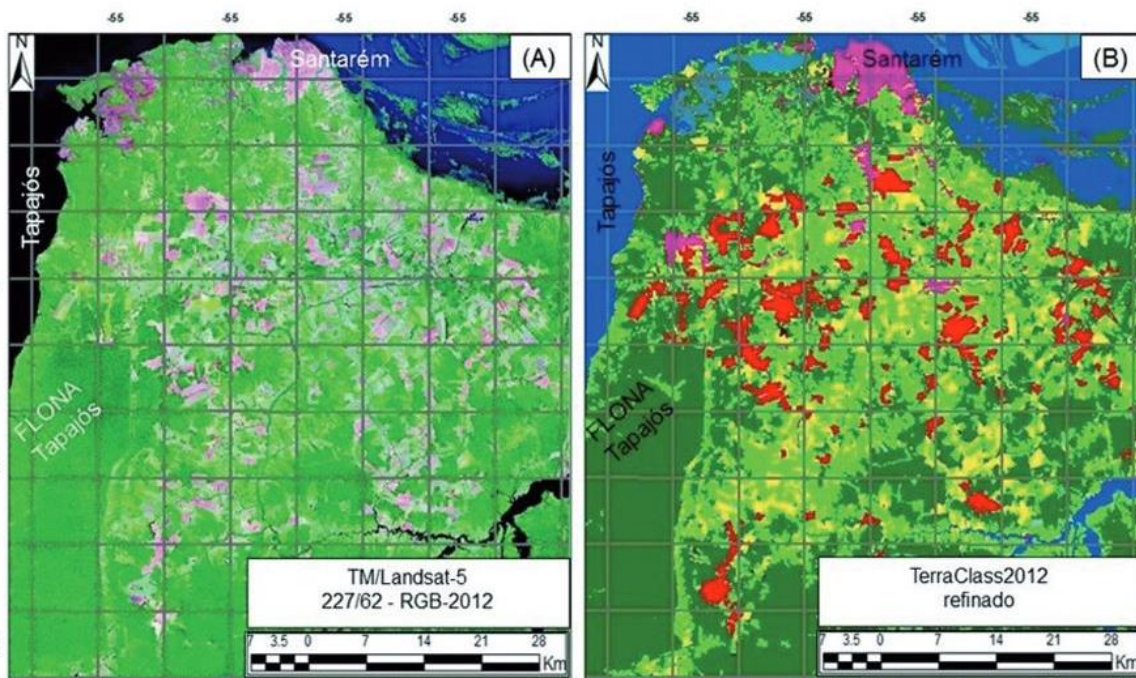 -55 -55 -55 -55
-55 -55 -55 -55
N
Santarém
(A)
Tapajós
FLONA
Tapajós
TM/Landsat-5
227/62 - RGB-2012
7 3.5 0 7 14 21 28
Km
N
Santarém
(B)
Tapajós
FLONA
Tapajós
TerraClass2012
refinado
7 3.5 0 7 14 21 28
Km